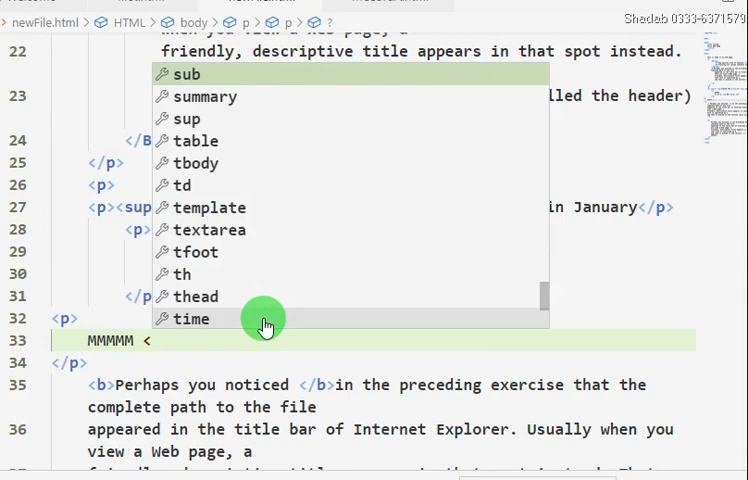 newFile.html > HTML > body > p > p > ?
Shadab 0333-6371579
22 friendly, descriptive title appears in that spot instead.
sub
23 summary lled the header)
sup
24 </B table
25 </p> tbody
26 <p> td
27 <p><sup template in January</p>
28 <p> textarea
29 tfoot
30 th
31 </p thead
32 <p> time
33 MMMMM <
34 </p>
35 <b>Perhaps you noticed </b>in the preceding exercise that the
complete path to the file
36 appeared in the title bar of Internet Explorer. Usually when you
view a Web page, a